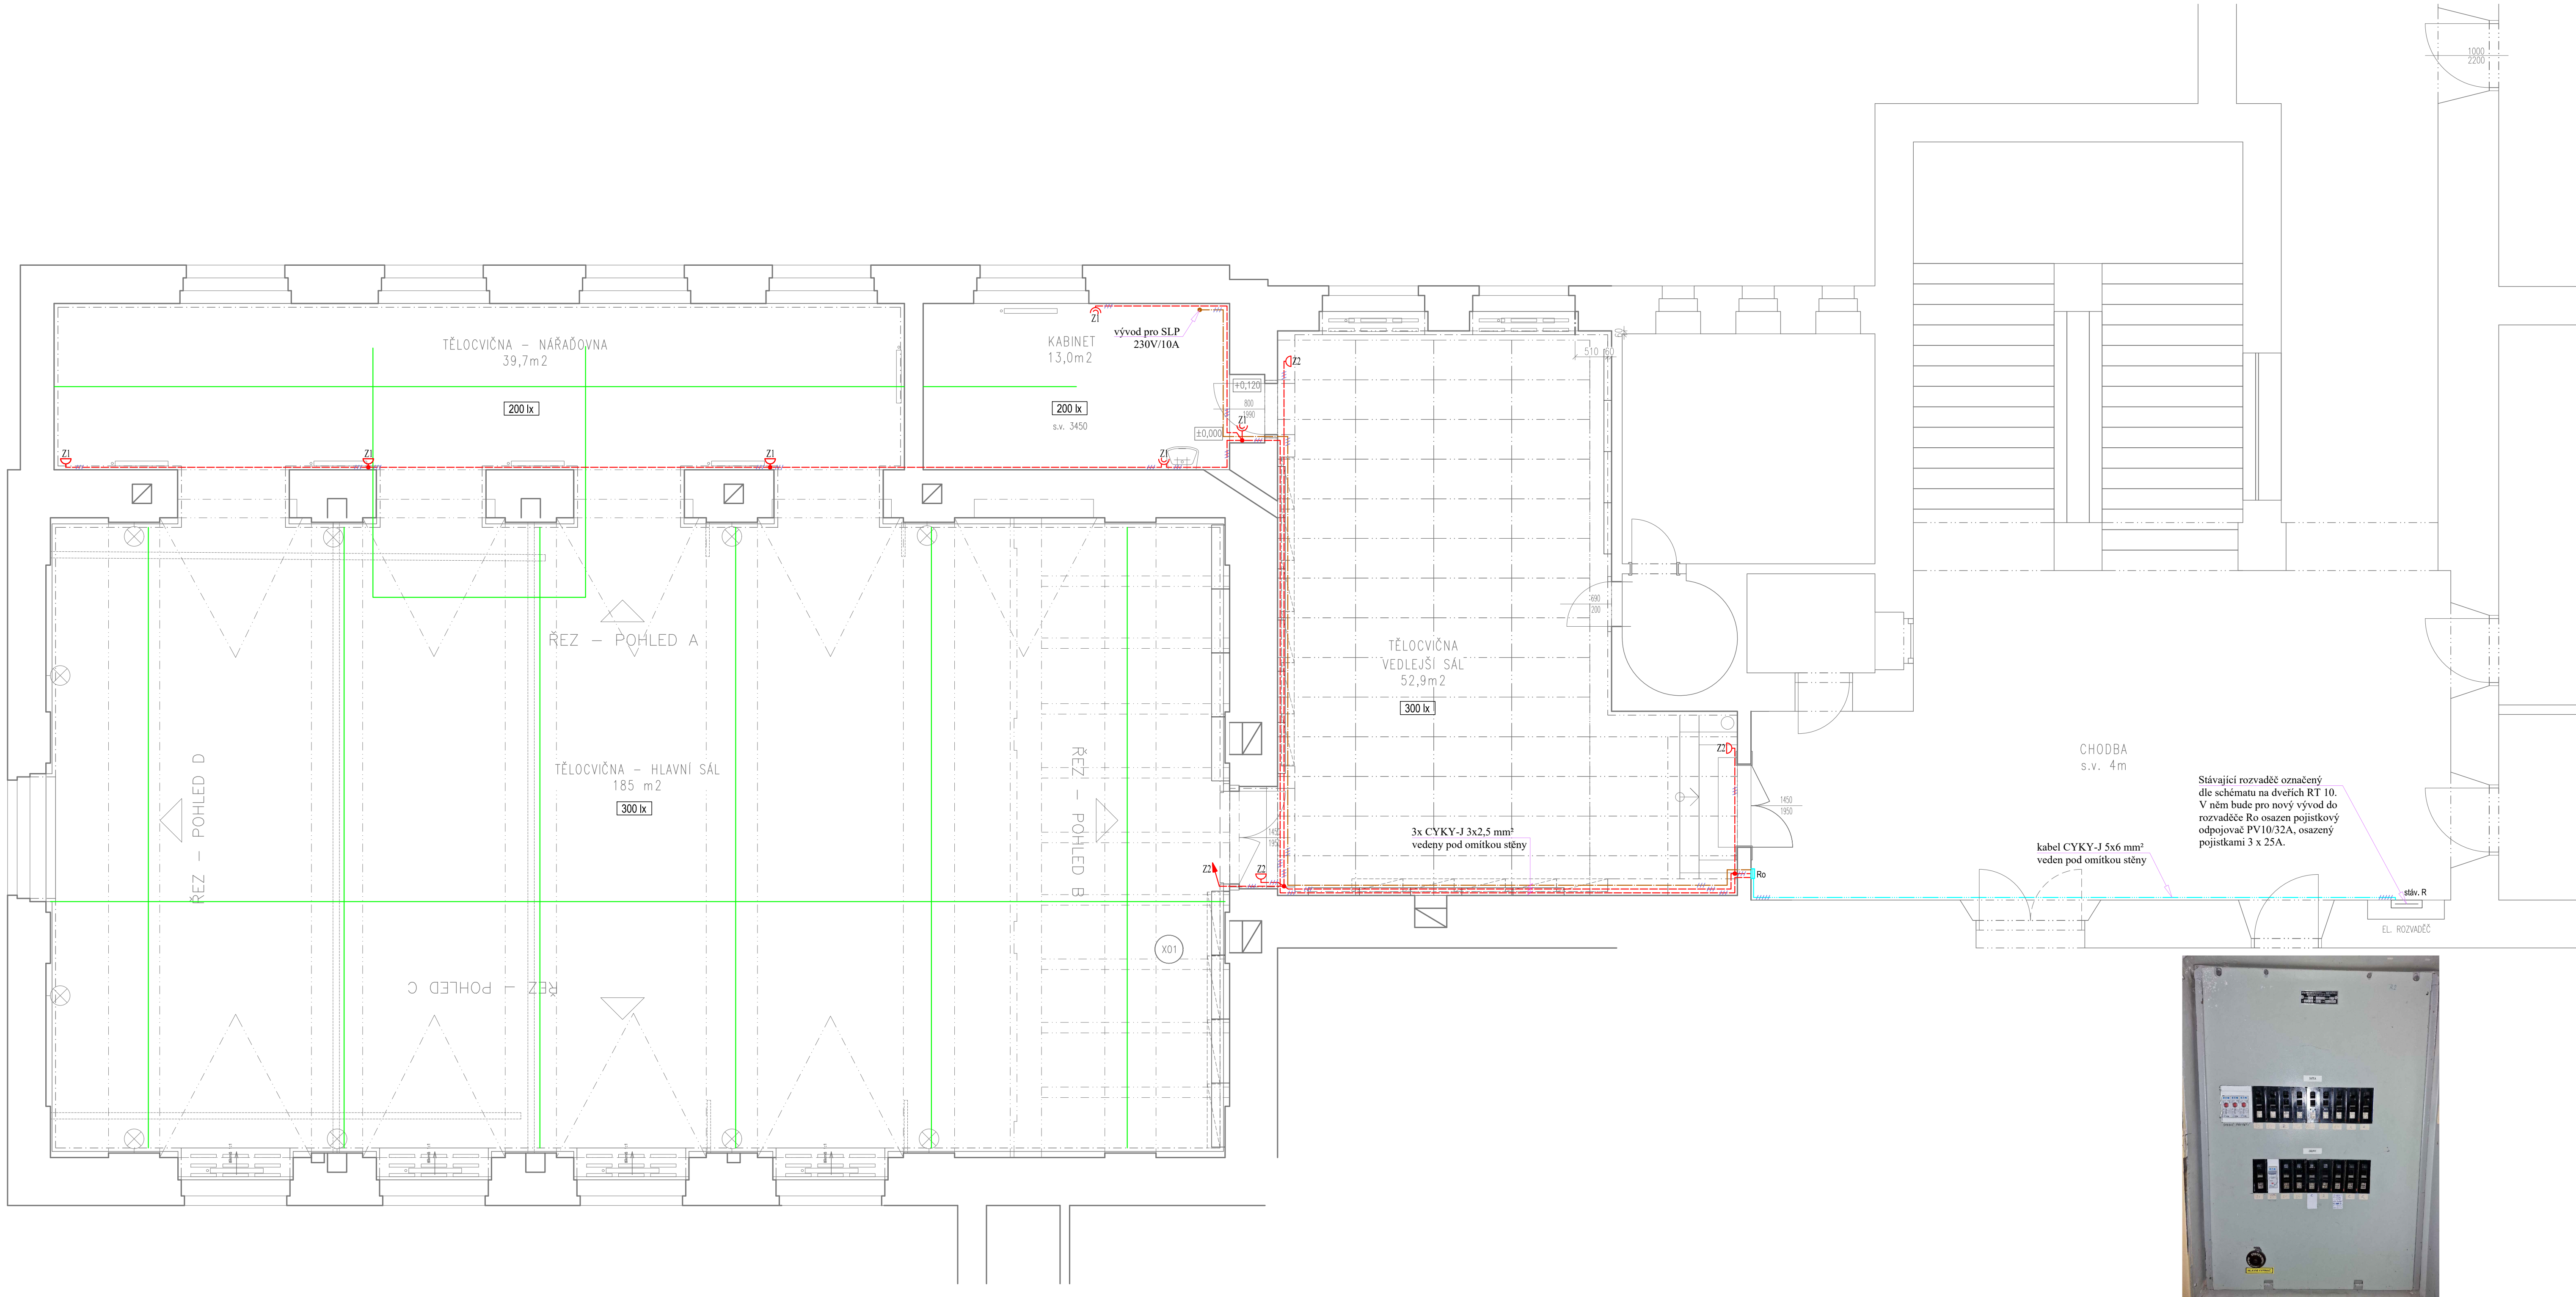 1000
2200
TĚLOCVIČNA – NÁŘAĎOVNA
39,7m2
200 lx
KABINET
13,0m2
200 lx
s.v. 3450
vývod pro SLP
230V/10A
Z1
Z1
Z1
Z1
Z1
Z1
Z2
+0,120
800
1990
±0,000
510
60
60
690
200
ŘEZ – POHLED A
ŘEZ – POHLED D
ŘEZ – POHLED B
ŘEZ – POHLED C
TĚLOCVIČNA – HLAVNÍ SÁL
185 m2
300 lx
TĚLOCVIČNA
VEDLEJŠÍ SÁL
52,9m2
300 lx
Z2
1450
1950
3x CYKY-J 3x2,5 mm²
vedeny pod omítkou stěny
Z2
Z2
Ro
X01
CHODBA
s.v. 4m
Stávající rozvaděč označený
dle schématu na dveřích RT 10.
V něm bude pro nový vývod do
rozvaděče Ro osazen pojistkový
odpojovač PV10/32A, osazený
pojistkami 3 x 25A.
kabel CYKY-J 5x6 mm²
veden pod omítkou stěny
stáv. R
EL. ROZVADĚČ